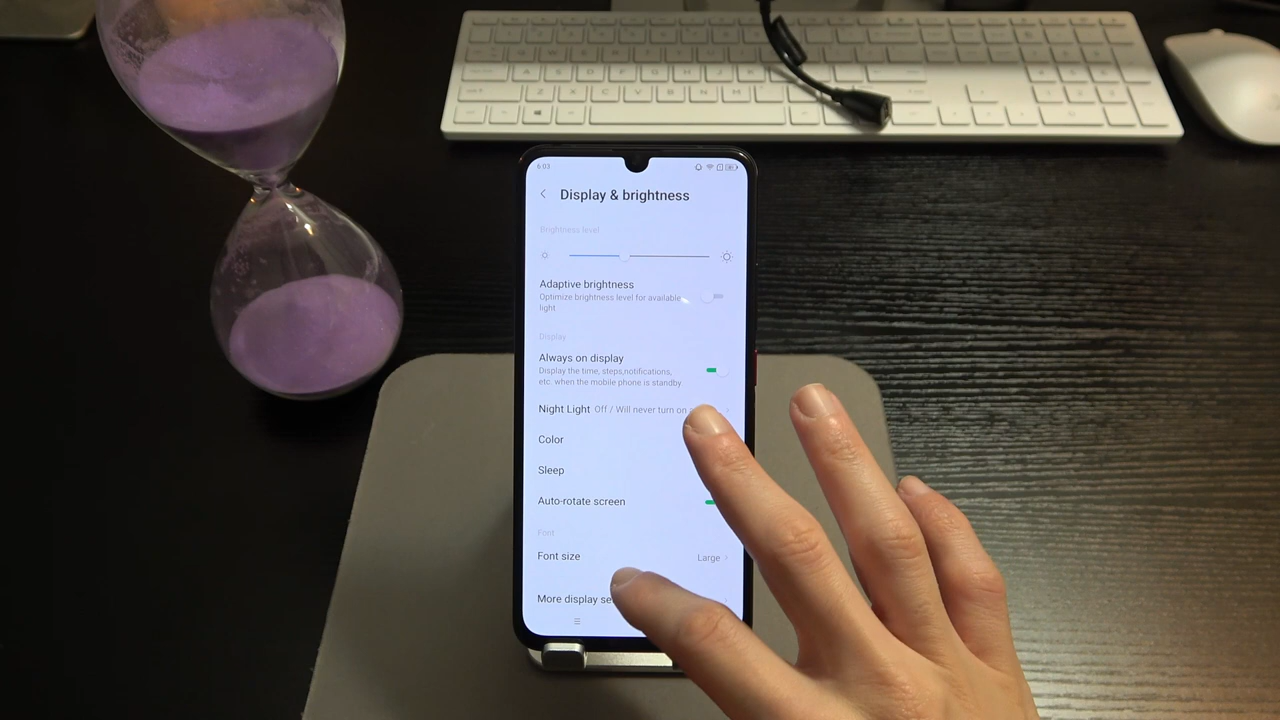 6:03
Display & brightness
Brightness level
Adaptive brightness
Optimize brightness level for available
light
Display
Always on display
Display the time, steps,notifications,
etc. when the mobile phone is standby
Night Light Off / Will never turn on
Color
Sleep
Auto-rotate screen
Font
Font size Large
More display